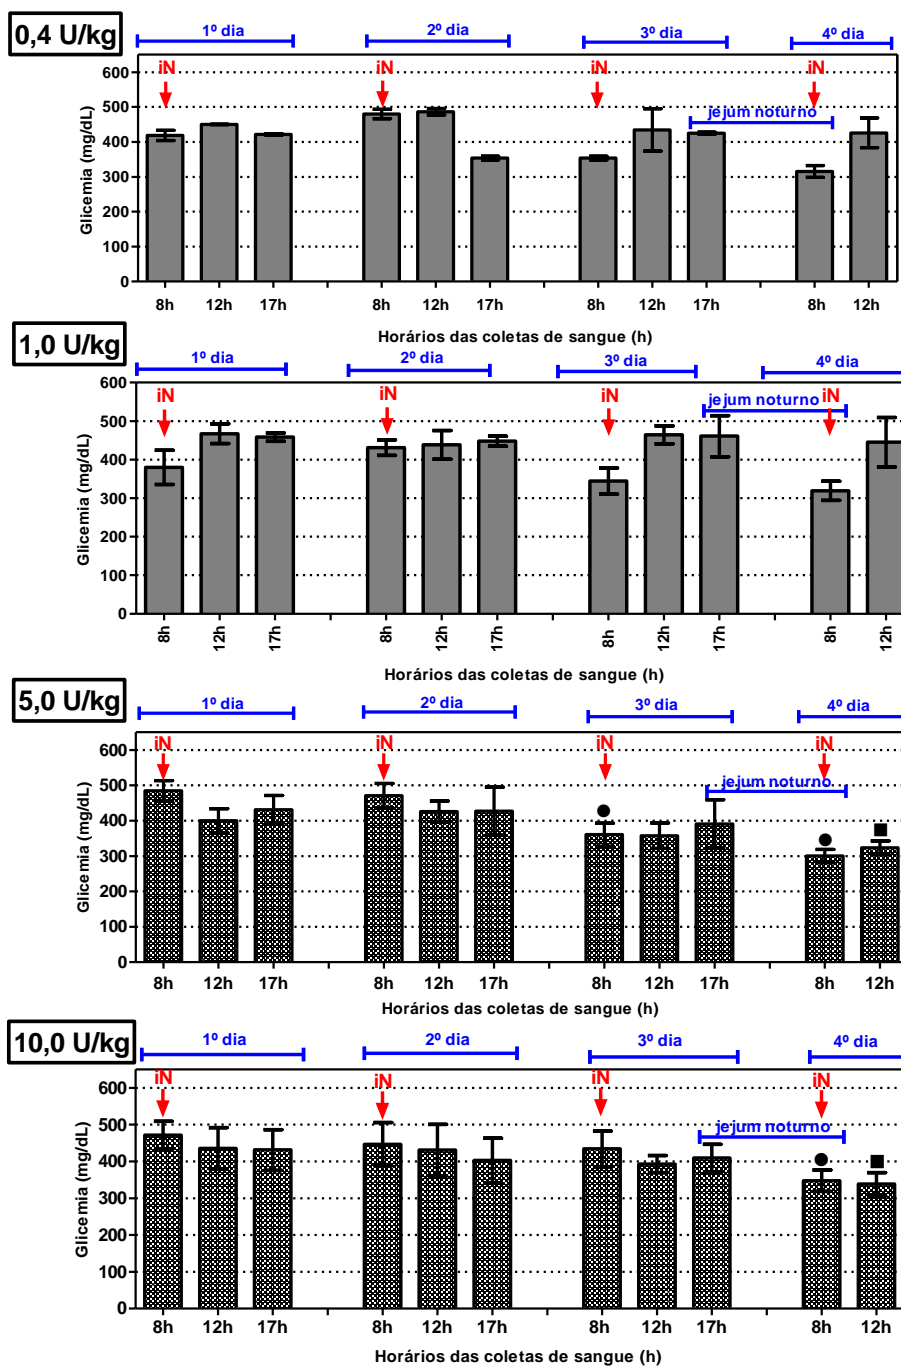 0,4 U/kg
1º dia 2º dia 3º dia 4º dia
iN iN iN iN
jejum noturno
Glicemia (mg/dL)
600
500
400
300
200
100
0
8h 12h 17h 8h 12h 17h 8h 12h 17h 8h 12h
Horários das coletas de sangue (h)
1,0 U/kg
1º dia 2º dia 3º dia 4º dia
iN iN iN iN
jejum noturno
Glicemia (mg/dL)
600
500
400
300
200
100
0
8h 12h 17h 8h 12h 17h 8h 12h 17h 8h 12h
Horários das coletas de sangue (h)
5,0 U/kg
1º dia 2º dia 3º dia 4º dia
iN iN iN iN
jejum noturno
Glicemia (mg/dL)
600
500
400
300
200
100
0
8h 12h 17h 8h 12h 17h 8h 12h 17h 8h 12h
Horários das coletas de sangue (h)
10,0 U/kg
1º dia 2º dia 3º dia 4º dia
iN iN iN iN
jejum noturno
Glicemia (mg/dL)
600
500
400
300
200
100
0
8h 12h 17h 8h 12h 17h 8h 12h 17h 8h 12h
Horários das coletas de sangue (h)